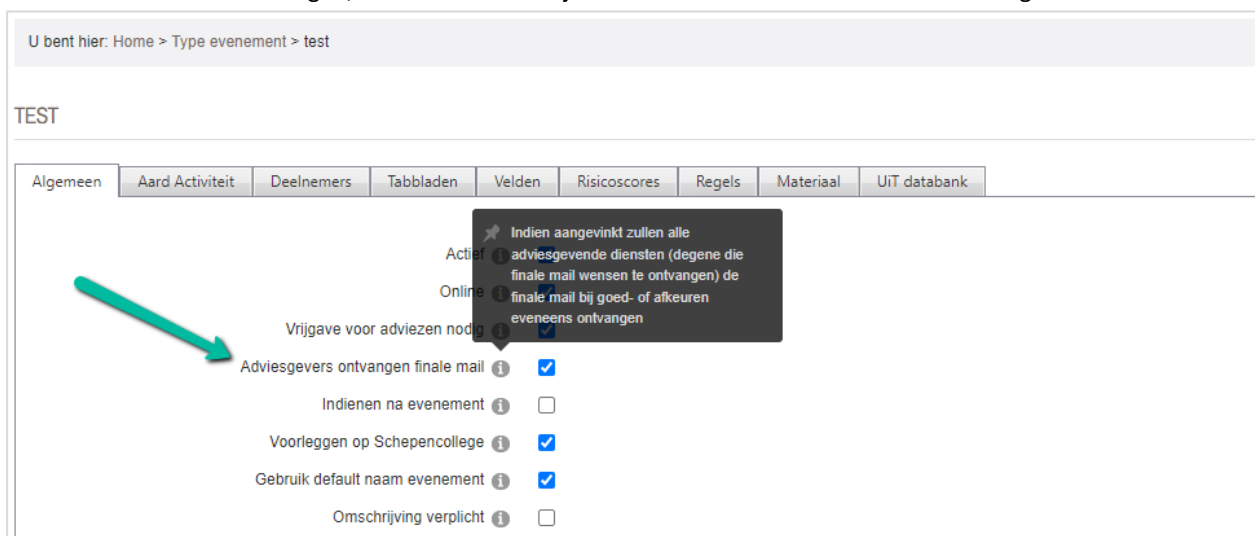 U bent hier: Home > Type evenement > test
TEST
Algemeen Aard Activiteit Deelnemers Tabbladen Velden Risicoscores Regels Materiaal UiT databank
Indien aangevinkt zullen alle
adviesgevende diensten (degene die
finale mail wensen te ontvangen) de
finale mail bij goed- of afkeuren
eveneens ontvangen
Actief
Online
Vrijgave voor adviezen nodig
Adviesgevers ontvangen finale mail
Indienen na evenement
Voorleggen op Schepencollege
Gebruik default naam evenement
Omschrijving verplicht